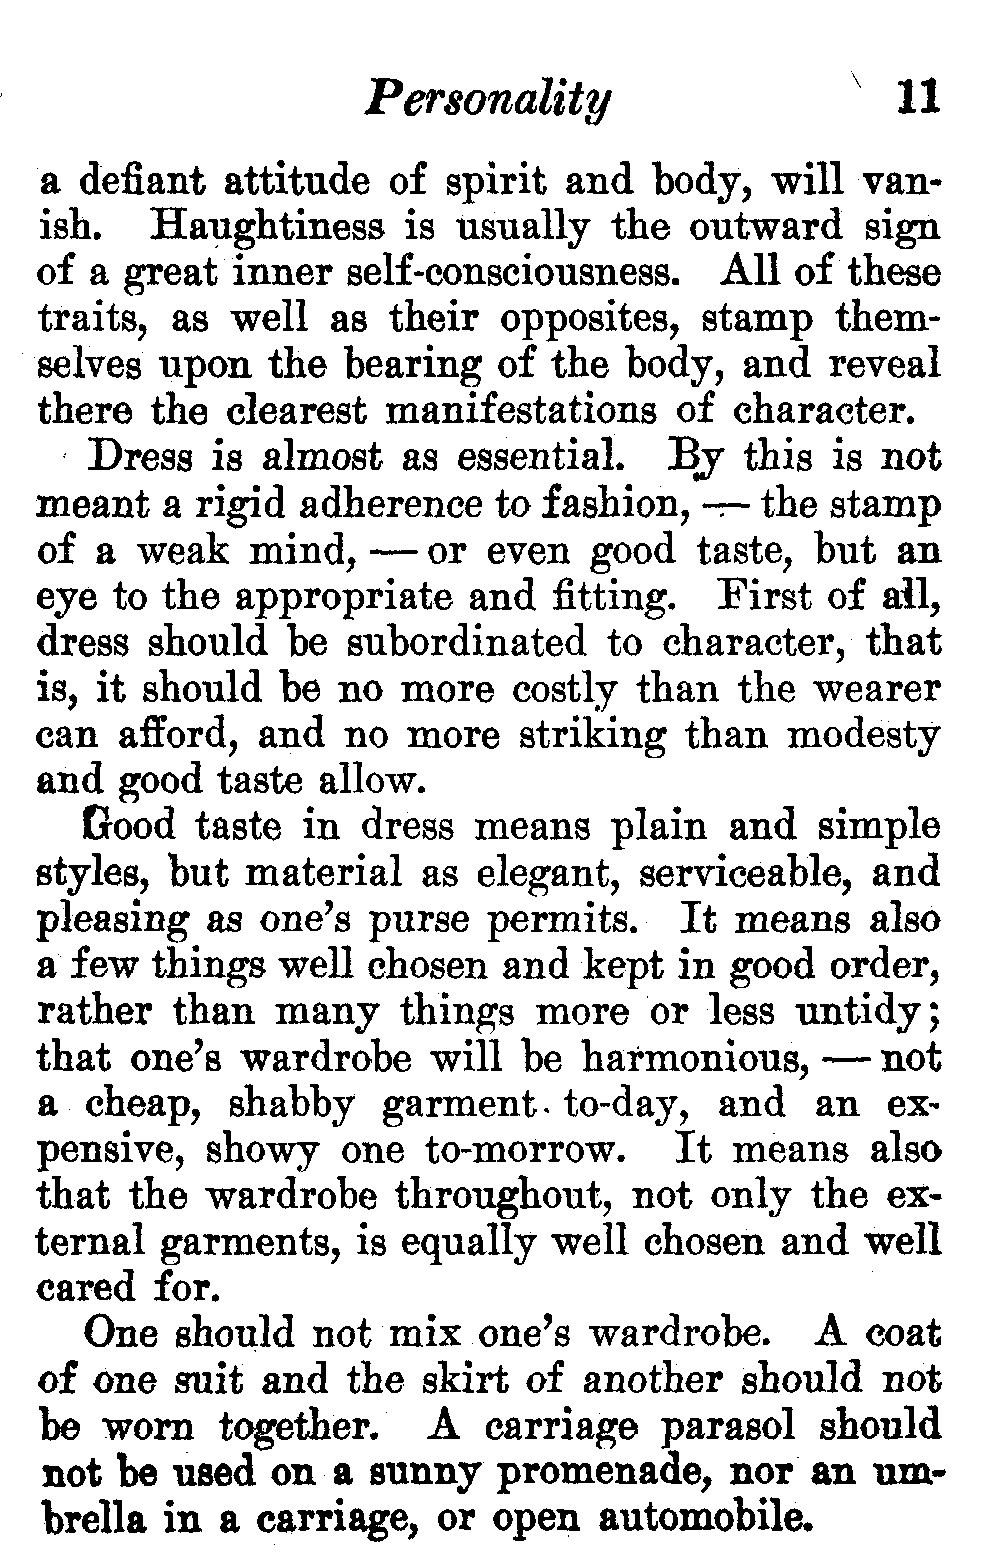 Personality 11
a defiant attitude of spirit and body, will van-
ish. Haughtiness is usually the outward sign
of a great inner self-consciousness. All of these
traits, as well as their opposites, stamp them-
selves upon the bearing of the body, and reveal
there the clearest manifestations of character.
Dress is almost as essential. By this is not
meant a rigid adherence to fashion, — the stamp
of a weak mind, — or even good taste, but an
eye to the appropriate and fitting. First of all,
dress should be subordinated to character, that
is, it should be no more costly than the wearer
can afford, and no more striking than modesty
and good taste allow.
Good taste in dress means plain and simple
styles, but material as elegant, serviceable, and
pleasing as one's purse permits. It means also
a few things well chosen and kept in good order,
rather than many things more or less untidy;
that one's wardrobe will be harmonious, — not
a cheap, shabby garment to-day, and an ex-
pensive, showy one to-morrow. It means also
that the wardrobe throughout, not only the ex-
ternal garments, is equally well chosen and well
cared for.
One should not mix one's wardrobe. A coat
of one suit and the skirt of another should not
be worn together. A carriage parasol should
not be used on a sunny promenade, nor an um-
brella in a carriage, or open automobile.